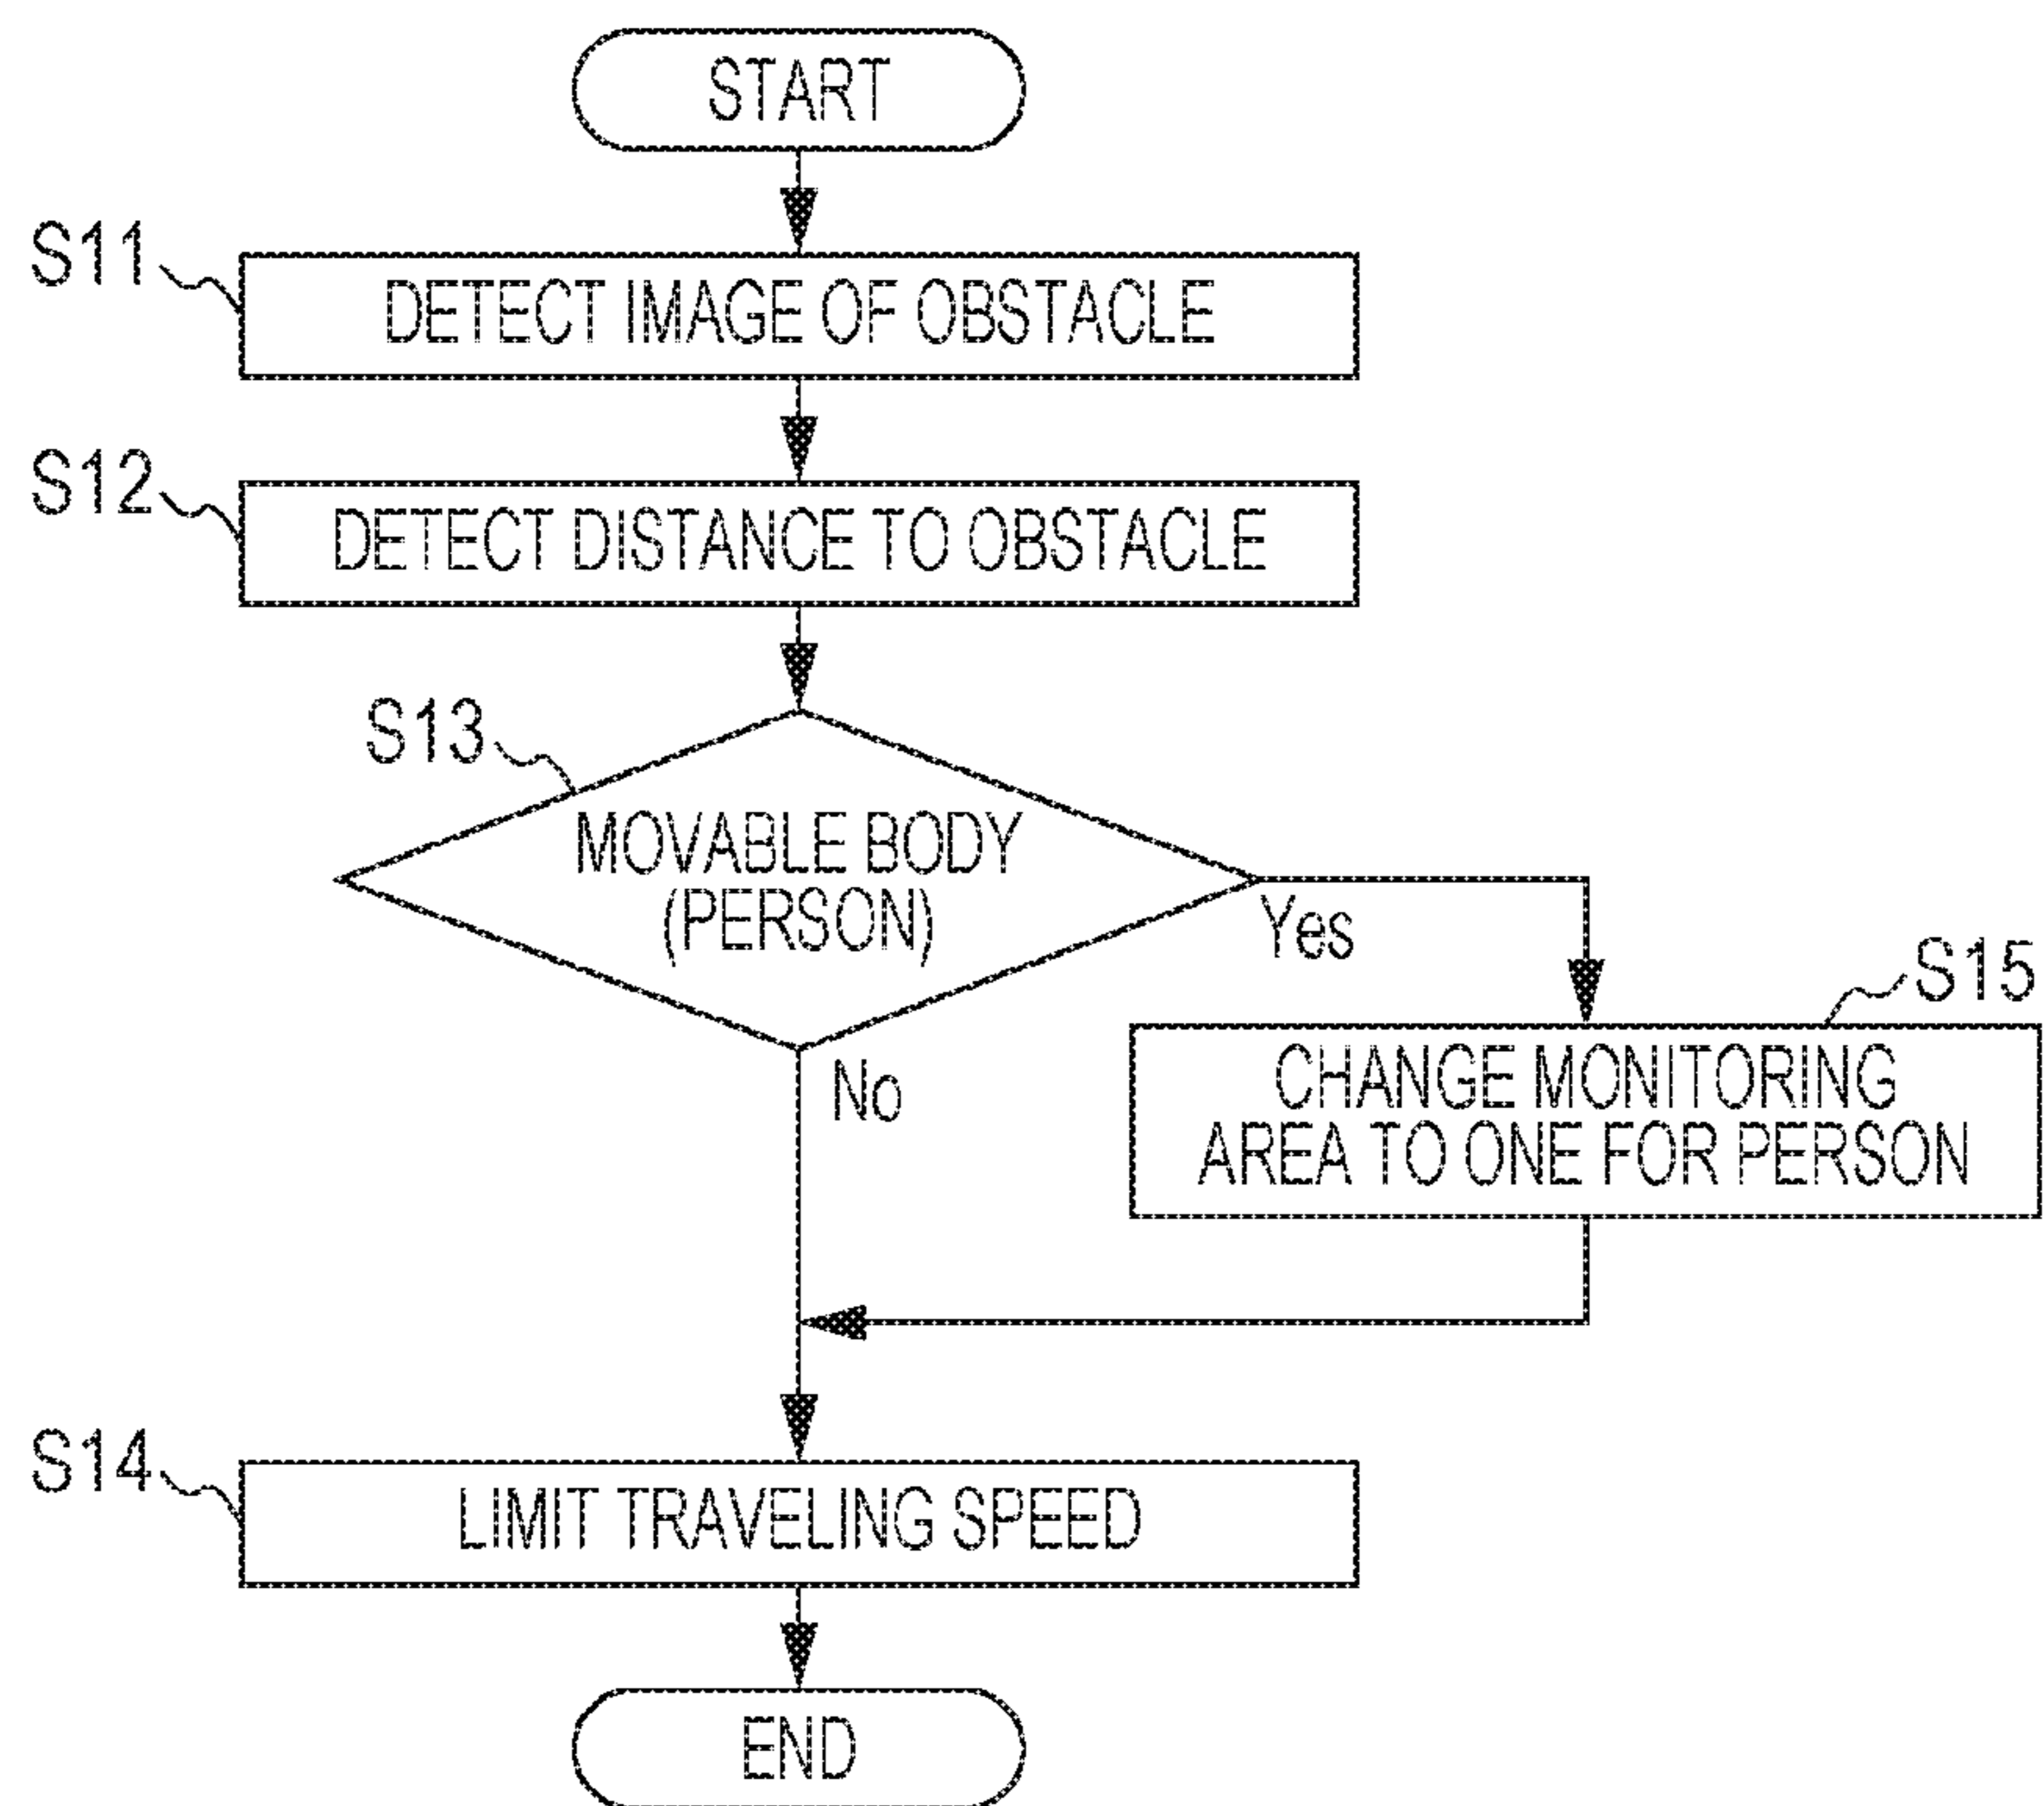 START
S11
DETECT IMAGE OF OBSTACLE
S12
DETECT DISTANCE TO OBSTACLE
S13
MOVABLE BODY
(PERSON)
Yes
No
S15
CHANGE MONITORING
AREA TO ONE FOR PERSON
S14
LIMIT TRAVELING SPEED
END